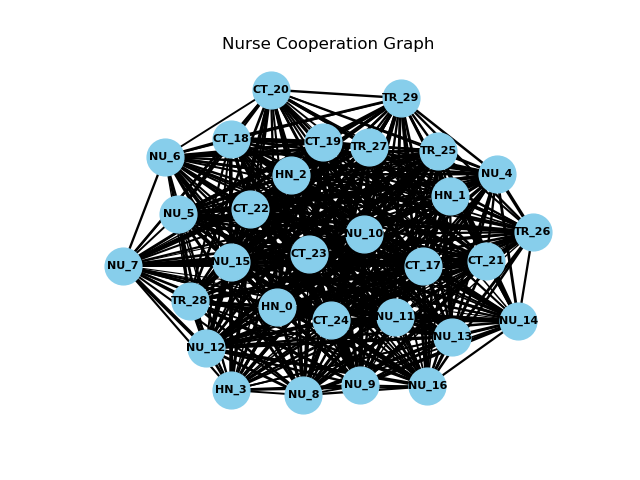 Nurse Cooperation Graph
CT_20
TR_29
CT_18
CT_19
TR_27
TR_25
NU_6
HN_2
NU_4
HN_1
CT_22
NU_5
NU_10
TR_26
CT_23
NU_15
CT_21
NU_7
CT_17
TR_28
HN_0
NU_11
CT_24
NU_14
NU_13
NU_12
NU_9
NU_16
HN_3
NU_8